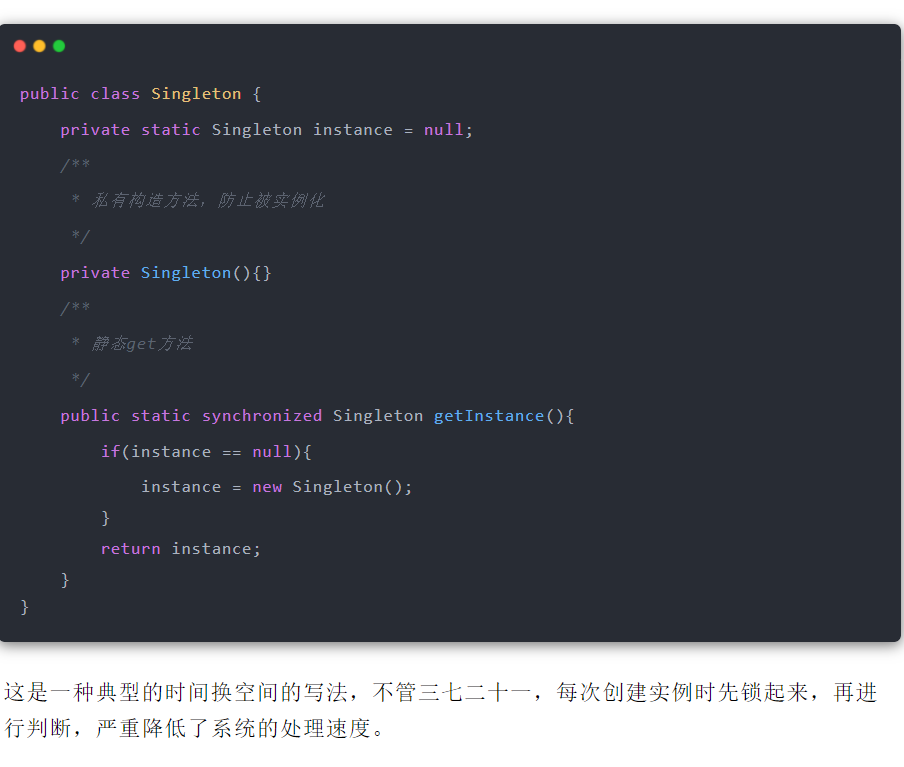 public class Singleton {
    private static Singleton instance = null;
    /**
     * 私有构造方法，防止被实例化
     */
    private Singleton(){}
    /**
     * 静态get方法
     */
    public static synchronized Singleton getInstance(){
        if(instance == null){
            instance = new Singleton();
        }
        return instance;
    }
}
这是一种典型的时间换空间的写法，不管三七二十一，每次创建实例时先锁起来，再进
行判断，严重降低了系统的处理速度。